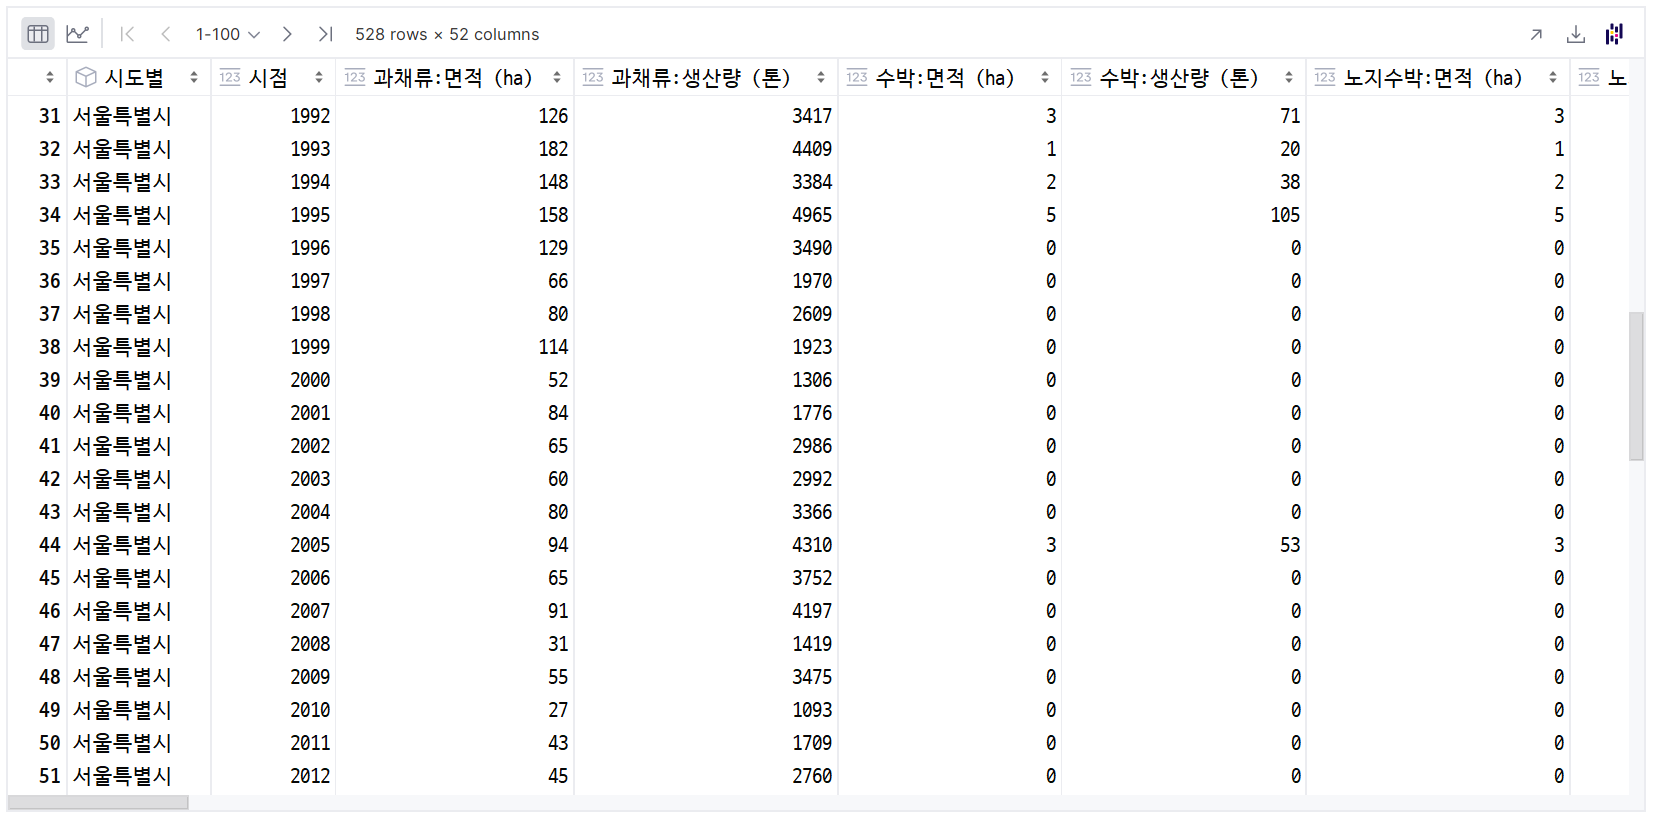 1-100 528 rows × 52 columns
시도별 123 시점 123 과채류:면적 (ha) 123 과채류:생산량 (톤) 123 수박:면적 (ha) 123 수박:생산량 (톤) 123 노지수박:면적 (ha) 123 노
31 서울특별시 1992 126 3417 3 71 3
32 서울특별시 1993 182 4409 1 20 1
33 서울특별시 1994 148 3384 2 38 2
34 서울특별시 1995 158 4965 5 105 5
35 서울특별시 1996 129 3490 0 0 0
36 서울특별시 1997 66 1970 0 0 0
37 서울특별시 1998 80 2609 0 0 0
38 서울특별시 1999 114 1923 0 0 0
39 서울특별시 2000 52 1306 0 0 0
40 서울특별시 2001 84 1776 0 0 0
41 서울특별시 2002 65 2986 0 0 0
42 서울특별시 2003 60 2992 0 0 0
43 서울특별시 2004 80 3366 0 0 0
44 서울특별시 2005 94 4310 3 53 3
45 서울특별시 2006 65 3752 0 0 0
46 서울특별시 2007 91 4197 0 0 0
47 서울특별시 2008 31 1419 0 0 0
48 서울특별시 2009 55 3475 0 0 0
49 서울특별시 2010 27 1093 0 0 0
50 서울특별시 2011 43 1709 0 0 0
51 서울특별시 2012 45 2760 0 0 0